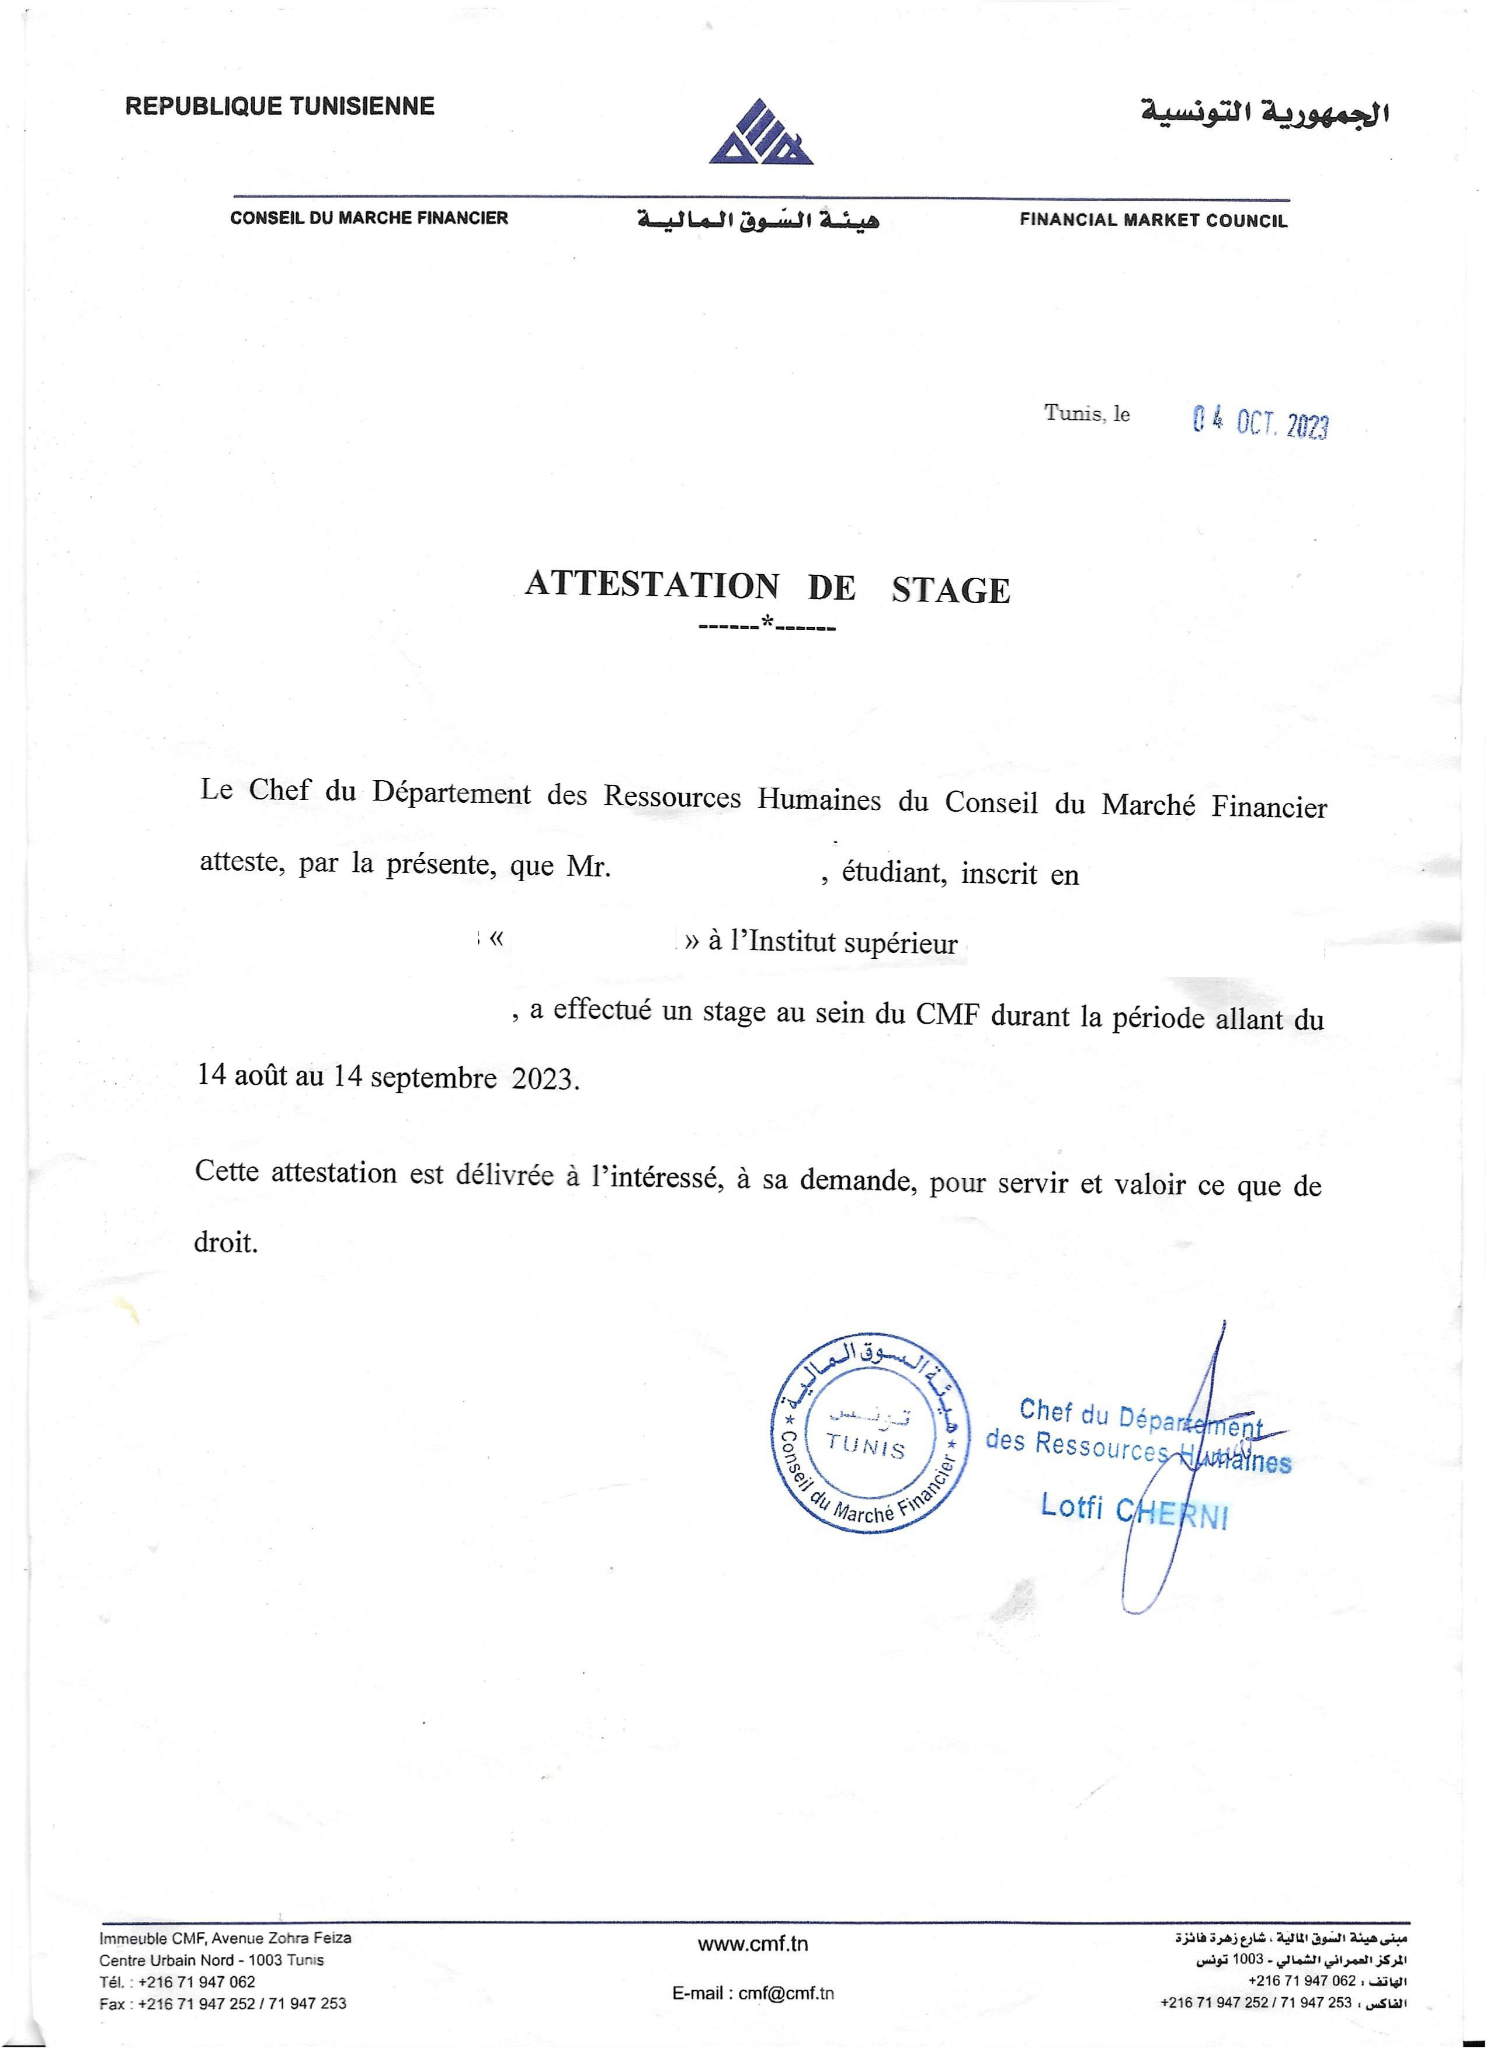 REPUBLIQUE TUNISIENNE
الجمهورية التونسية
CONSEIL DU MARCHE FINANCIER
هيئة السّوق المالية
FINANCIAL MARKET COUNCIL
Tunis, le 04 OCT. 2023
ATTESTATION DE STAGE
------*------
Le Chef du Département des Ressources Humaines du Conseil du Marché Financier
atteste, par la présente, que Mr. , étudiant, inscrit en
« » à l’Institut supérieur
, a effectué un stage au sein du CMF durant la période allant du
14 août au 14 septembre 2023.
Cette attestation est délivrée à l’intéressé, à sa demande, pour servir et valoir ce que de
droit.
هيئة السوق المالية
تونس
TUNIS
* Conseil du Marché Financier *
Chef du Département
des Ressources Humaines
Lotfi CHERNI
Immeuble CMF, Avenue Zohra Feiza
Centre Urbain Nord - 1003 Tunis
Tél. : +216 71 947 062
Fax : +216 71 947 252 / 71 947 253
www.cmf.tn
E-mail : cmf@cmf.tn
مبنى هيئة السّوق المالية ، شارع زهرة فائزة
المركز العمراني الشمالي - 1003 تونس
الهاتف : 062 947 71 216+
الفاكس : 253 947 71 / 252 947 71 216+